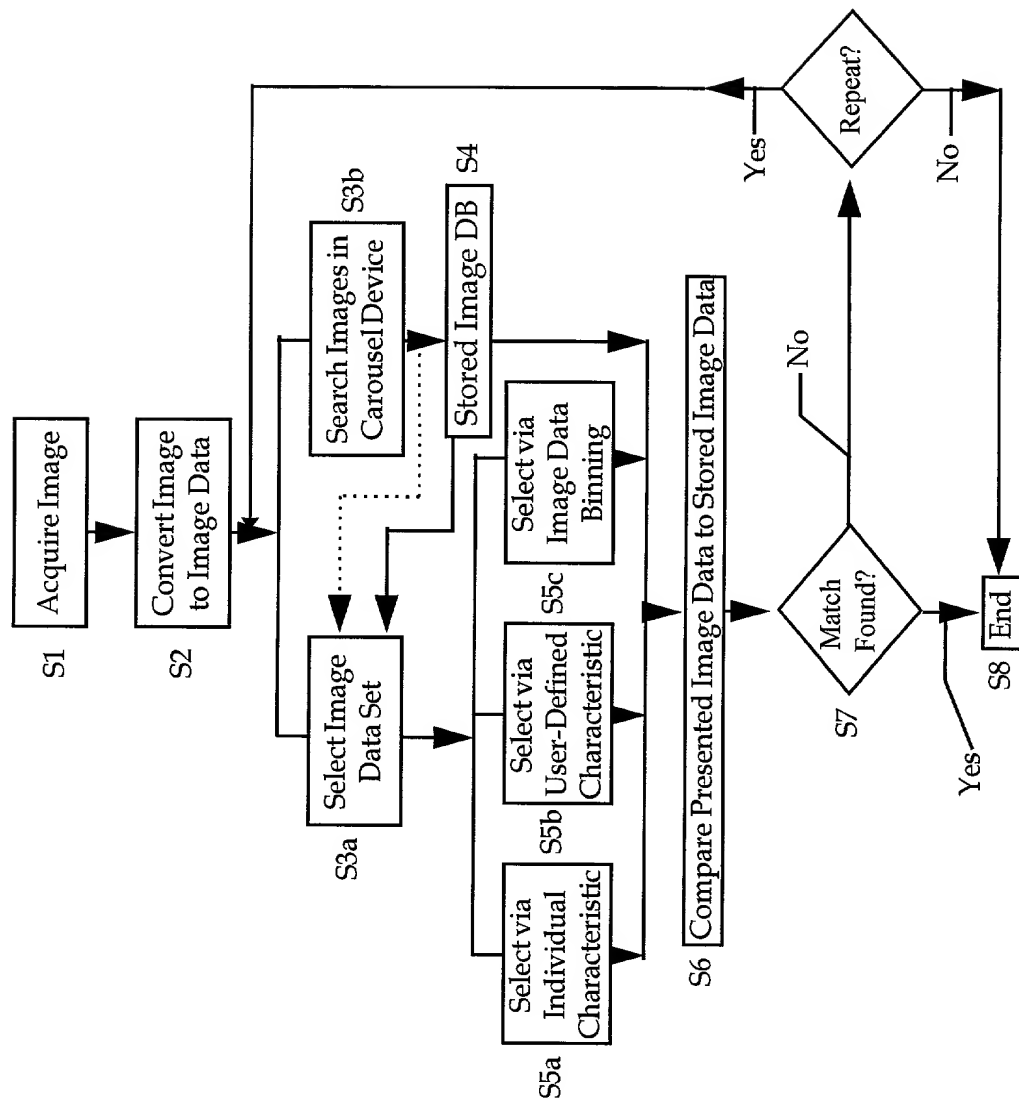 S1
Acquire Image
S2
Convert Image
to Image Data
S3a
Select Image
Data Set
Search Images in
Carousel Device
S3b
Stored Image DB
S4
S5a
Select via
Individual
Characteristic
S5b
Select via
User-Defined
Characteristic
S5c
Select via
Image Data
Binning
S6
Compare Presented Image Data to Stored Image Data
S7
Match
Found?
No
Yes
Repeat?
Yes
No
S8
End